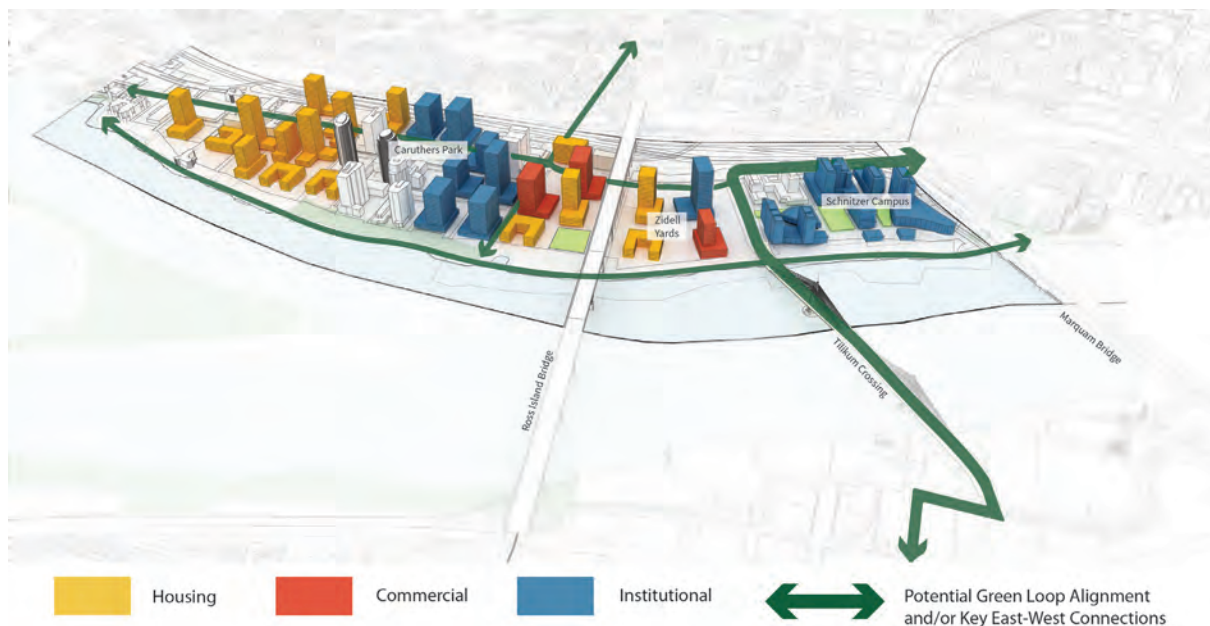 Caruthers Park
Zidell
Yards
Schnitzer Campus
Ross Island Bridge
Tilikum Crossing
Marquam Bridge
Housing
Commercial
Institutional
Potential Green Loop Alignment
and/or Key East-West Connections